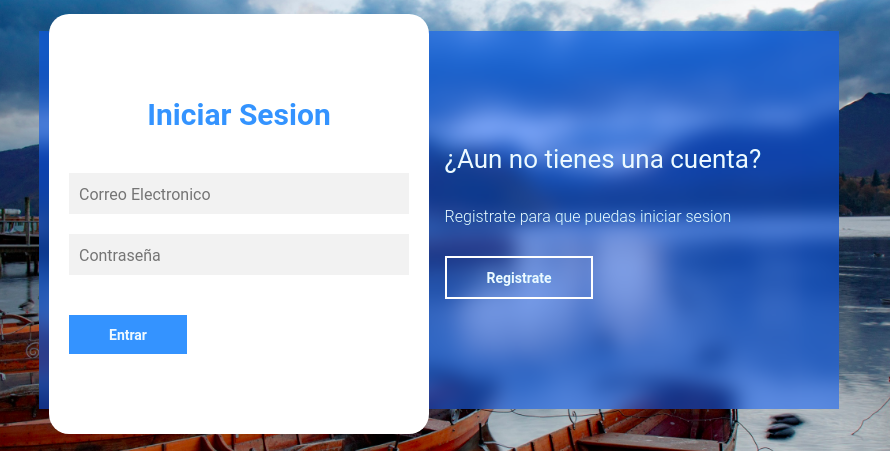 Iniciar Sesion
Correo Electronico
Contraseña
Entrar
¿Aun no tienes una cuenta?
Registrate para que puedas iniciar sesion
Registrate